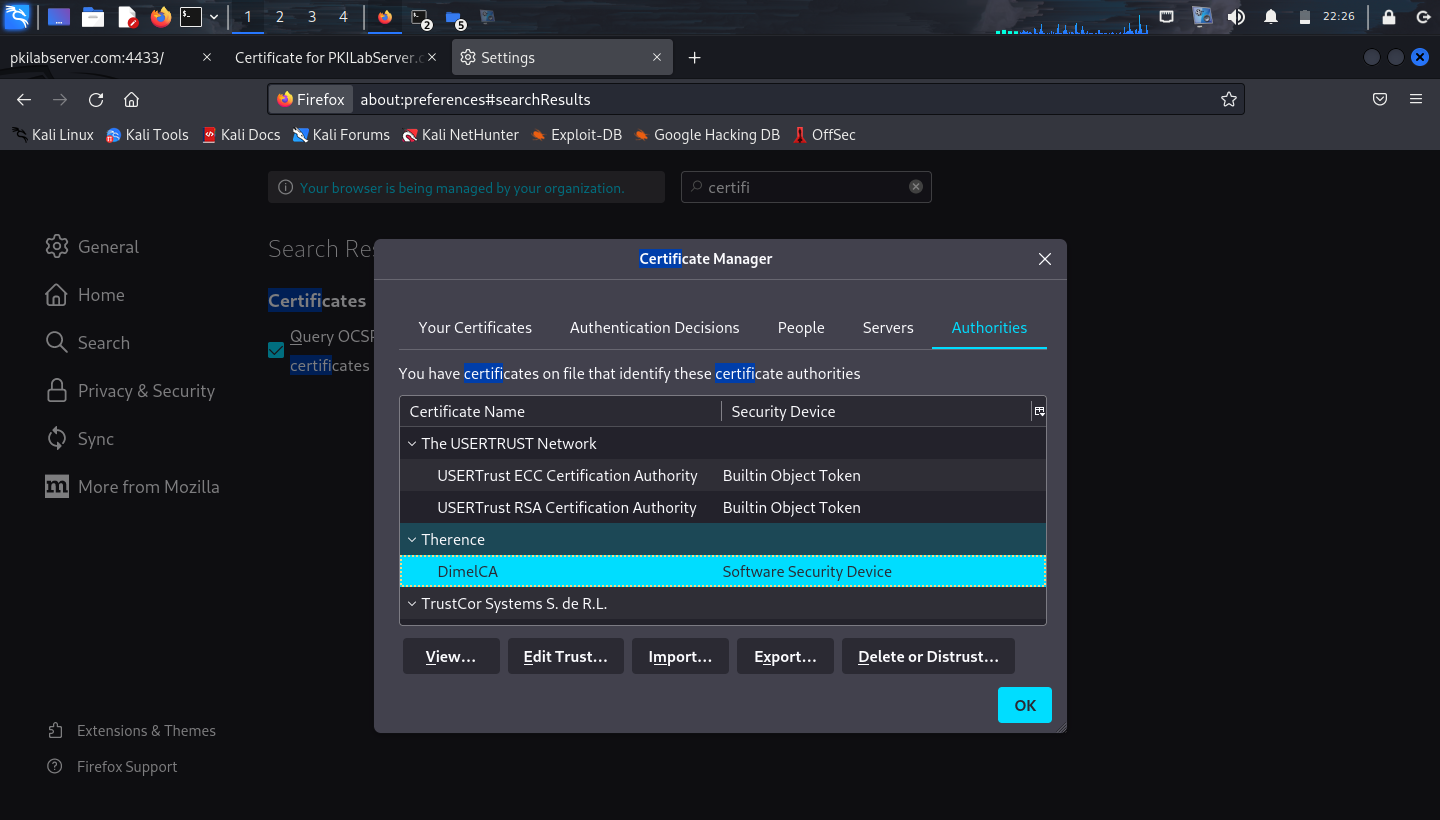 1 2 3 4 2 5 22:26
pkilabserver.com:4433/ Certificate for PKILabServer.c Settings
Firefox about:preferences#searchResults
Kali Linux Kali Tools Kali Docs Kali Forums Kali NetHunter Exploit-DB Google Hacking DB OffSec
Your browser is being managed by your organization. certifi
General
Home
Search
Privacy & Security
Sync
More from Mozilla
Extensions & Themes
Firefox Support
Search Res
Certificates
Query OCSP
certificates
Certificate Manager
Your Certificates Authentication Decisions People Servers Authorities
You have certificates on file that identify these certificate authorities
Certificate Name Security Device
The USERTRUST Network
USERTrust ECC Certification Authority Builtin Object Token
USERTrust RSA Certification Authority Builtin Object Token
Therence
DimelCA Software Security Device
TrustCor Systems S. de R.L.
View... Edit Trust... Import... Export... Delete or Distrust...
OK